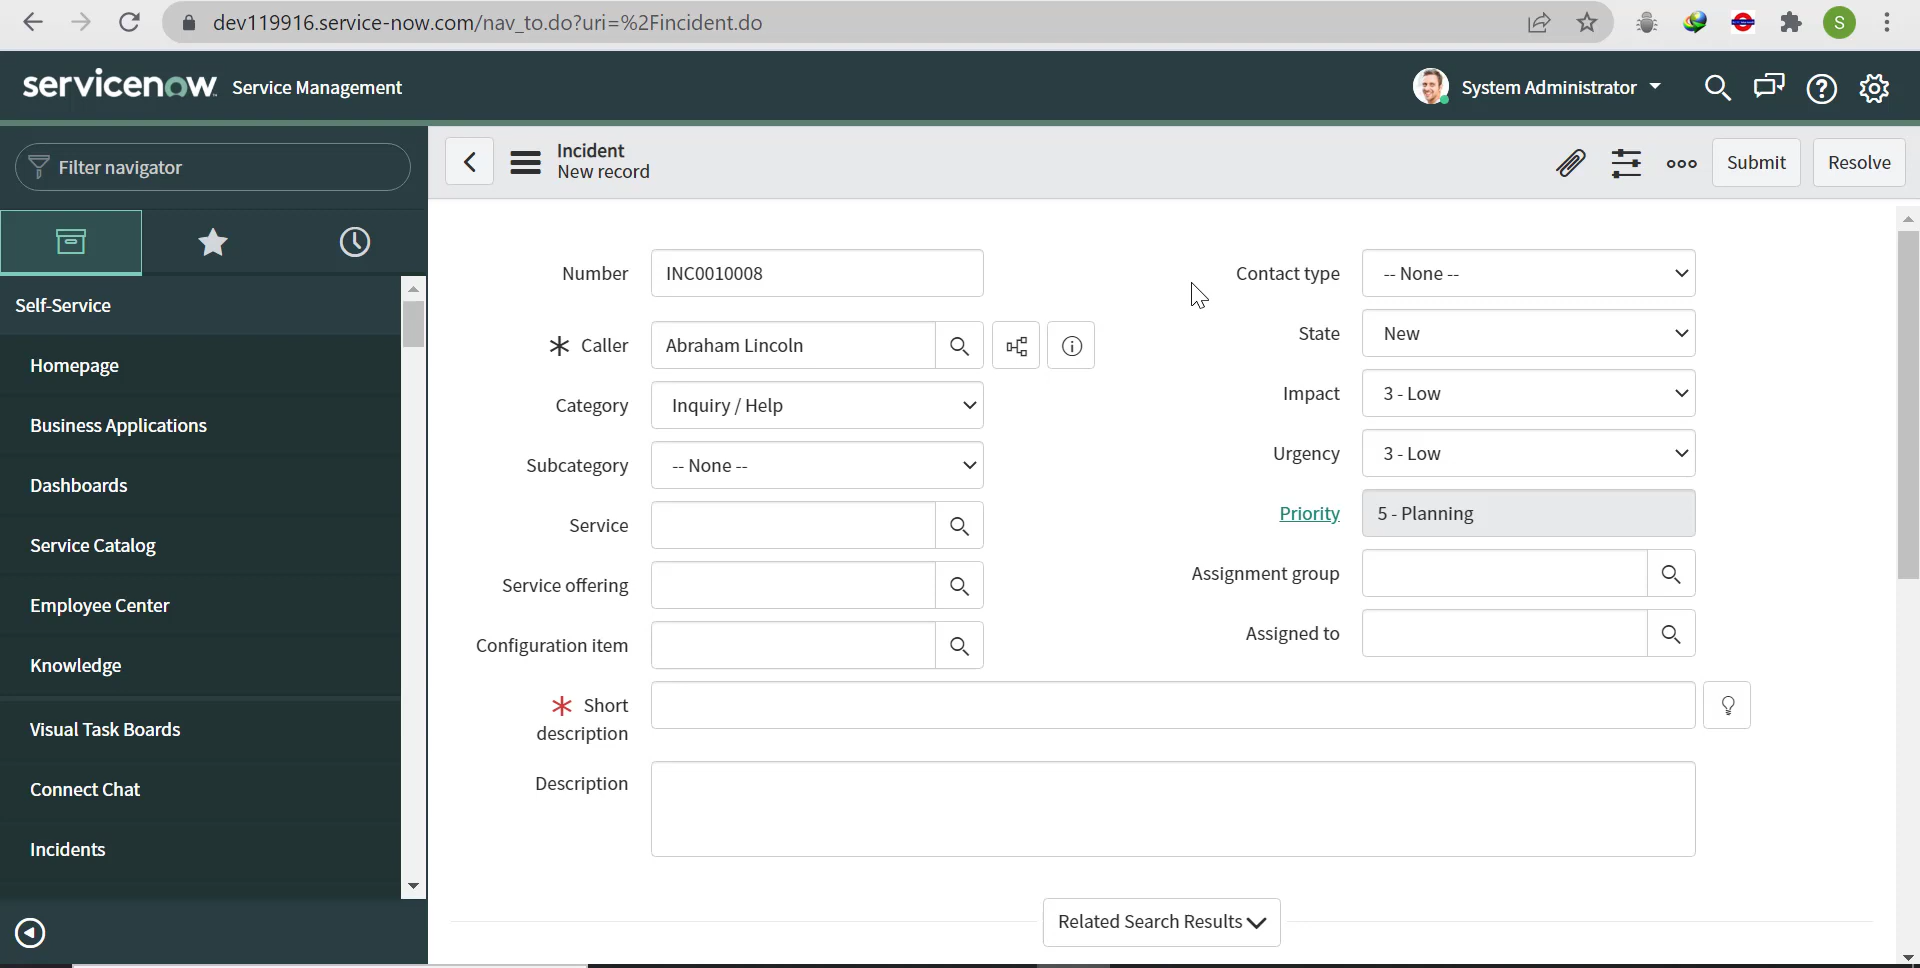 dev119916.service-now.com/nav_to.do?uri=%2Fincident.do
S
servicenow Service Management
System Administrator
Filter navigator
Incident
New record
Submit
Resolve
Self-Service
Homepage
Business Applications
Dashboards
Service Catalog
Employee Center
Knowledge
Visual Task Boards
Connect Chat
Incidents
Number INC0010008
Caller Abraham Lincoln
Category Inquiry / Help
Subcategory -- None --
Service
Service offering
Configuration item
Contact type -- None --
State New
Impact 3 - Low
Urgency 3 - Low
Priority 5 - Planning
Assignment group
Assigned to
Short
description
Description
Related Search Results